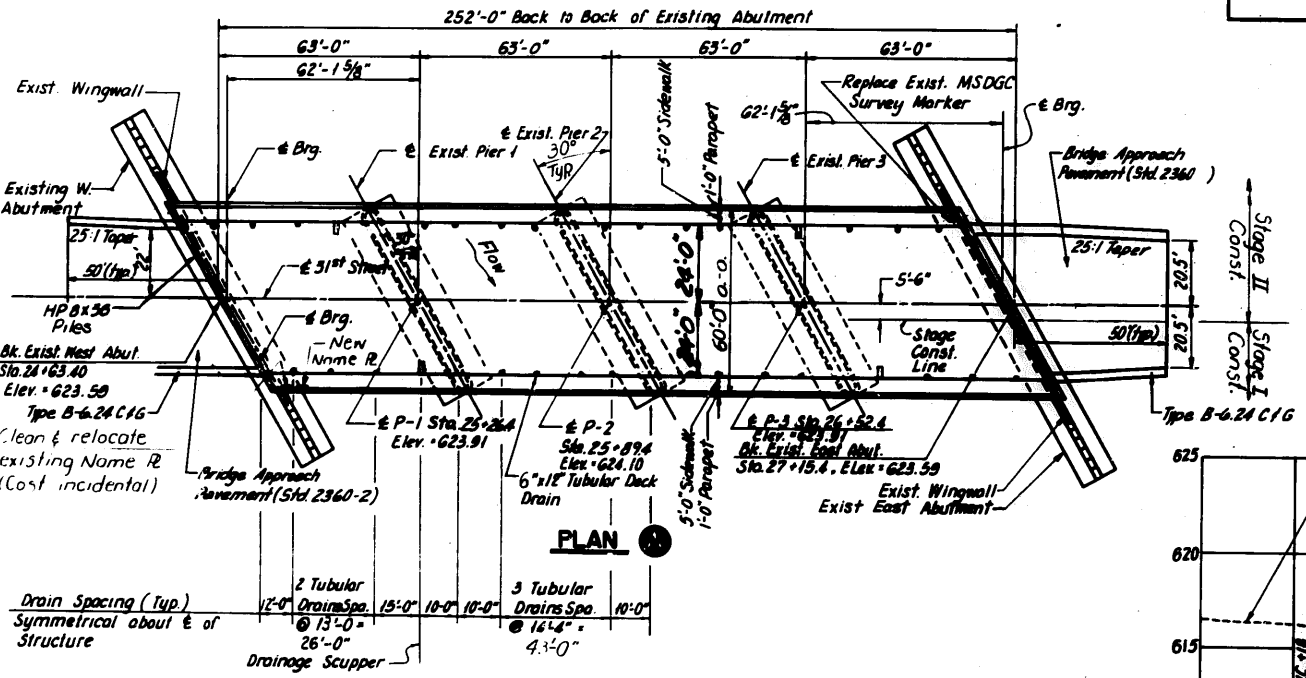 252'-0" Back to Back of Existing Abutment
63'-0" 63'-0" 63'-0" 63'-0"
62'-1 5/8"
Replace Exist. MSDGC
Survey Marker
62'-1 5/8"
℄ Brg.
Exist. Wingwall
℄ Brg.
℄ Exist. Pier 1
℄ Exist. Pier 2
30°
Typ.
5'-0" Sidewalk
1'-0" Parapet
℄ Exist. Pier 3
Bridge Approach
Pavement (Std. 2360 )
Existing W.
Abutment
25:1 Taper
50' (typ)
22'
℄ 31st Street
Flow
24'-0"
24'-0"
60'-0" o.-o.
5'-6"
Stage
Const.
Line
25:1 Taper
20.5'
20.5'
50' (typ)
Stage II
Const.
Stage I
Const.
HP 8x36
Piles
℄ Brg.
New
Name ℞
Bk. Exist. West Abut.
Sta. 24+63.40
Elev. = 623.59
Type B-6.24 C & G
Clean & relocate
existing Name ℞
(Cost incidental)
Bridge Approach
Pavement (Std. 2360-2)
℄ P-1 Sta. 25+26.4
Elev. = 623.91
℄ P-2
Sta. 25+89.4
Elev. = 624.10
6"x12" Tubular Deck
Drain
5'-0" Sidewalk
1'-0" Parapet
℄ P-3 Sta. 26+52.4
Elev. = 623.91
Bk. Exist. East Abut.
Sta. 27+15.4, Elev. = 623.59
Exist. Wingwall
Exist East Abutment
Type B-6.24 C & G
PLAN
625
620
615
Drain Spacing (Typ.)
Symmetrical about ℄ of
Structure
12'-0"
2 Tubular
Drains Spa.
@ 13'-0" =
26'-0"
15'-0" 10'-0" 10'-0"
3 Tubular
Drains Spa.
@ 14'-4" =
43'-0"
10'-0"
Drainage Scupper